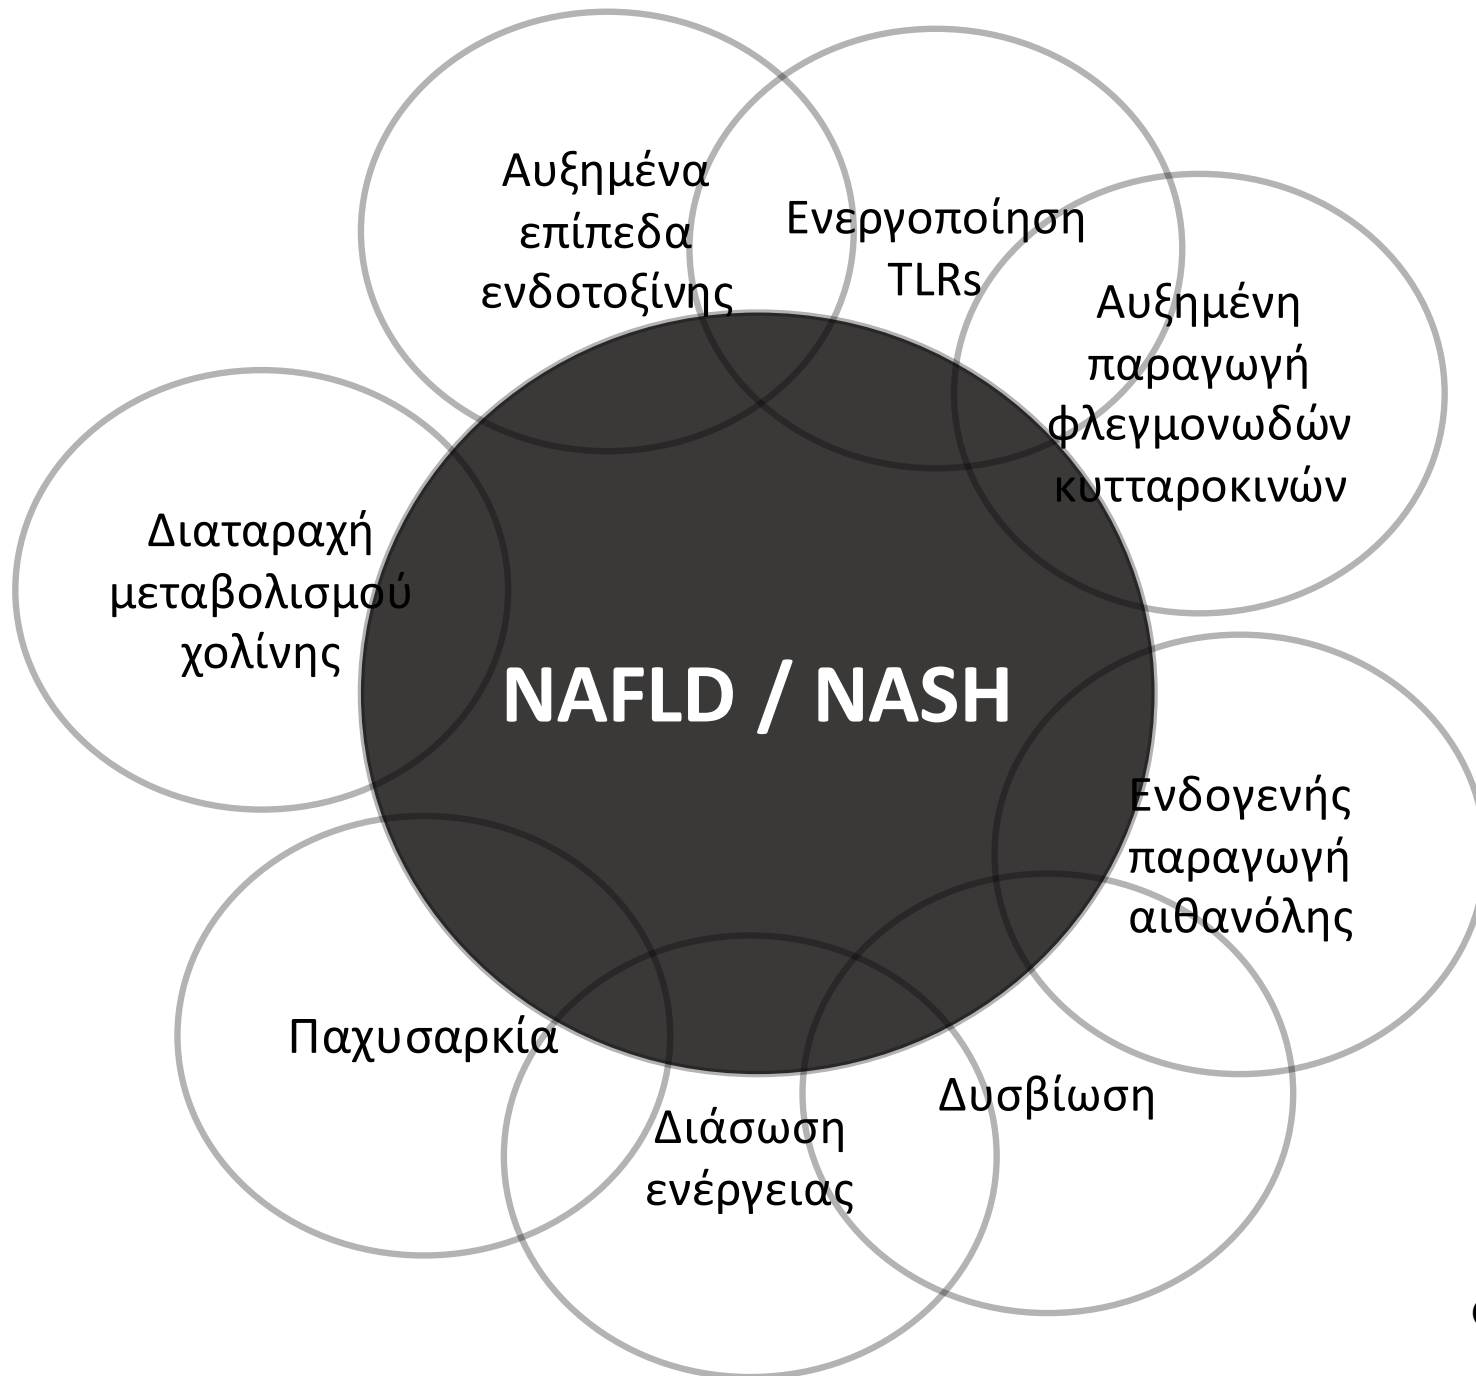 Αυξημένα
επίπεδα
ενδοτοξίνης
Ενεργοποίηση
TLRs
Αυξημένη
παραγωγή
φλεγμονωδών
κυτταροκινών
Διαταραχή
μεταβολισμού
χολίνης
NAFLD / NASH
Ενδογενής
παραγωγή
αιθανόλης
Παχυσαρκία
Διάσωση
ενέργειας
Δυσβίωση